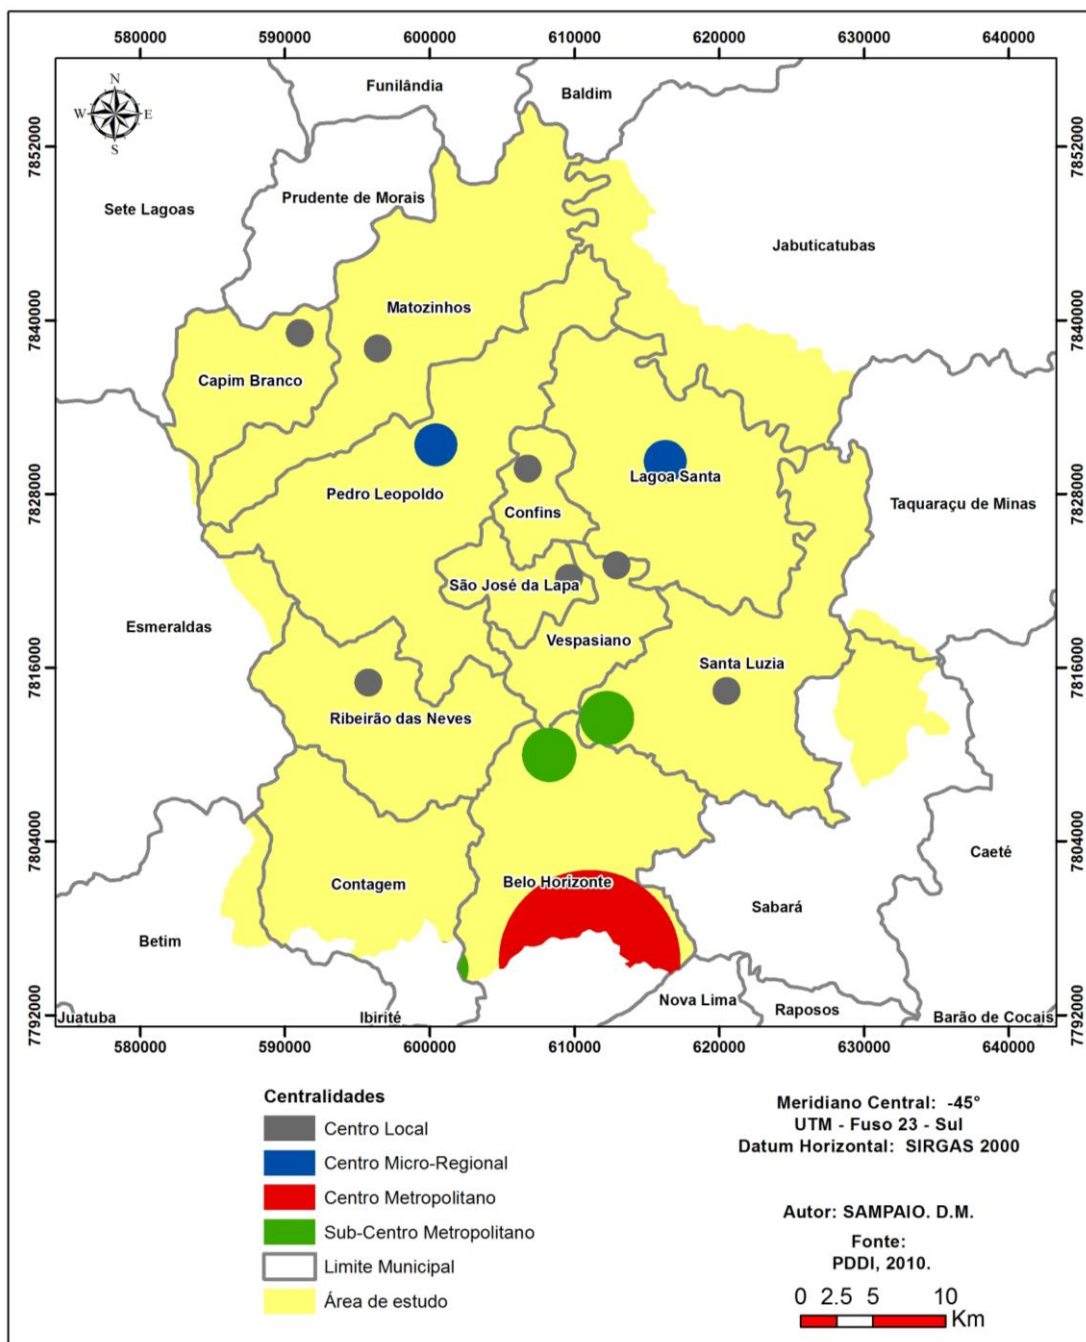 580000 590000 600000 610000 620000 630000 640000
N
W E
S
Funilândia
Baldim
7852000 7852000
Prudente de Morais
Sete Lagoas
Jabuticatubas
Matozinhos
7840000 7840000
Capim Branco
Lagoa Santa
Pedro Leopoldo
7828000 7828000
Taquaraçu de Minas
Confins
São José da Lapa
Esmeraldas
Vespasiano
Santa Luzia
7816000 7816000
Ribeirão das Neves
7804000 7804000
Caeté
Contagem
Belo Horizonte
Sabará
Betim
Nova Lima
Raposos
Juatuba
Ibirité
Barão de Cocais
7792000 7792000
580000 590000 600000 610000 620000 630000 640000
Centralidades
Centro Local
Centro Micro-Regional
Centro Metropolitano
Sub-Centro Metropolitano
Limite Municipal
Área de estudo
Meridiano Central: -45°
UTM - Fuso 23 - Sul
Datum Horizontal: SIRGAS 2000
Autor: SAMPAIO. D.M.
Fonte:
PDDI, 2010.
0 2.5 5 10
Km